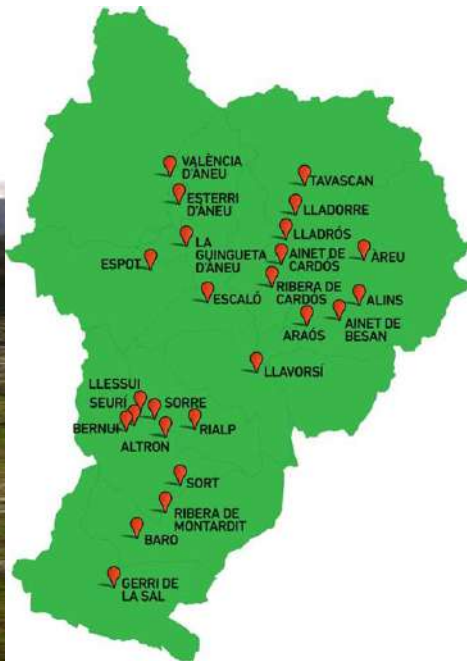 VALÈNCIA
D'ÀNEU
ESTERRI
D'ÀNEU
TAVASCAN
LLADORRE
LLADRÓS
LA
GUINGUETA
D'ÀNEU
AINET DE
CARDÓS
ÀREU
ESPOT
RIBERA DE
CARDÓS
ESCALÓ
ALINS
ARAÓS
AINET DE
BESAN
LLAVORSÍ
LLESSUI
SEURÍ
SORRE
BERNUI
RIALP
ALTRON
SORT
RIBERA DE
MONTARDIT
BARO
GERRI DE
LA SAL